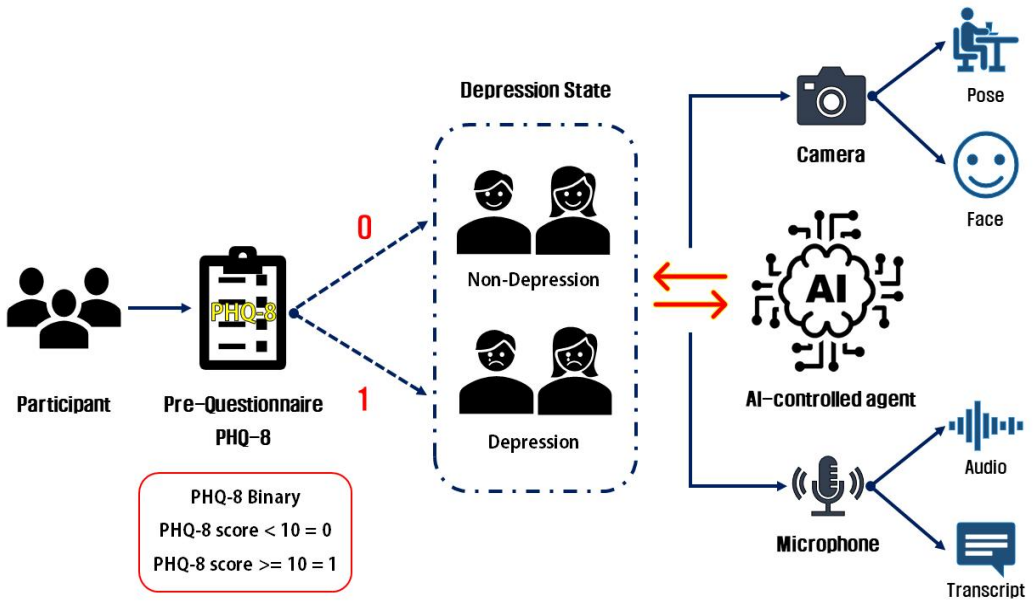 Participant
PHQ-8
Pre-Questionnaire
PHQ-8
PHQ-8 Binary
PHQ-8 score < 10 = 0
PHQ-8 score >= 10 = 1
0
1
Depression State
Non-Depression
Depression
Camera
Pose
Face
AI
AI-controlled agent
Microphone
Audio
Transcript